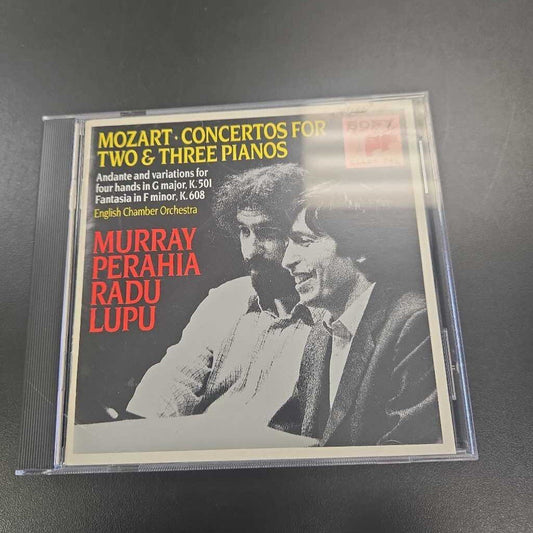 MOZART · CONCERTOS FOR
TWO & THREE PIANOS
Andante and variations for
four hands in G major, K. 501
Fantasia in F minor, K. 608
English Chamber Orchestra
MURRAY
PERAHIA
RADU
LUPU
SONY